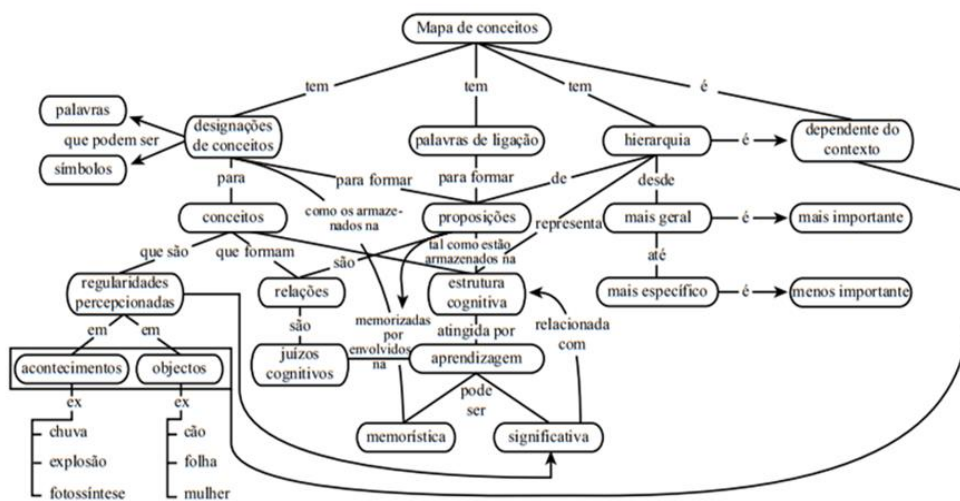 Mapa de conceitos
tem
tem
tem
é
palavras
que podem ser
símbolos
designações
de conceitos
palavras de ligação
hierarquia
é
dependente do
contexto
para
para formar
para formar
de
desde
conceitos
como os armaze-
nados na
proposições
representa
mais geral
é
mais importante
que são
que formam
são
tal como estão
armazenados na
até
regularidades
percepcionadas
relações
estrutura
cognitiva
mais específico
é
menos importante
em
em
são
memorizadas
por
atingida por
relacionada
com
acontecimentos
objectos
juízos
cognitivos
envolvidos
na
aprendizagem
ex
ex
pode
ser
chuva
explosão
fotossíntese
cão
folha
mulher
memorística
significativa